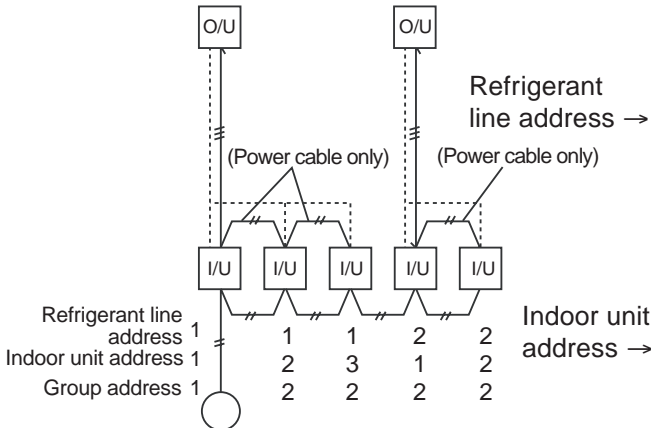 O/U O/U
Refrigerant
line address →
(Power cable only) (Power cable only)
I/U I/U I/U I/U I/U
Refrigerant line
address 1 1 1 2 2
Indoor unit address 1 2 3 1 2
Group address 1 2 2 2 2
Indoor unit
address →